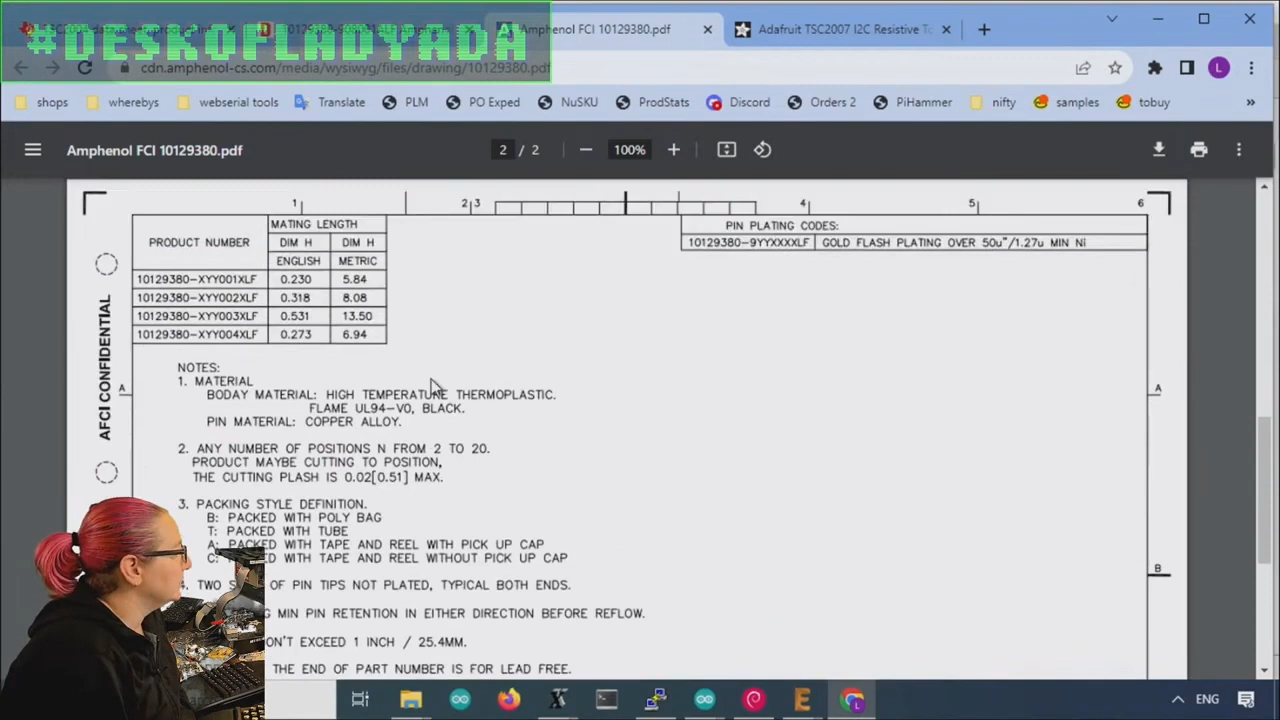 #DESKOFLADYADA
Amphenol FCI 10129380.pdf
Adafruit TSC2007 I2C Resistive To
cdn.amphenol-cs.com/media/wysiwyg/files/drawing/10129380.pdf
shops
wherebys
webserial tools
Translate
PLM
PO Exped
NuSKU
ProdStats
Discord
Orders 2
PiHammer
nifty
samples
tobuy
»
L
Amphenol FCI 10129380.pdf
2 / 2
100%
1 2 3 4 5 6
PRODUCT NUMBER
MATING LENGTH
DIM H DIM H
ENGLISH METRIC
10129380-XYY001XLF 0.230 5.84
10129380-XYY002XLF 0.318 8.08
10129380-XYY003XLF 0.531 13.50
10129380-XYY004XLF 0.273 6.94
PIN PLATING CODES:
10129380-9YYXXXXLF GOLD FLASH PLATING OVER 50u"/1.27u MIN Ni
AFCI CONFIDENTIAL
A
A
B
NOTES:
1. MATERIAL
BODAY MATERIAL: HIGH TEMPERATURE THERMOPLASTIC.
FLAME UL94-V0, BLACK.
PIN MATERIAL: COPPER ALLOY.
2. ANY NUMBER OF POSITIONS N FROM 2 TO 20.
PRODUCT MAYBE CUTTING TO POSITION,
THE CUTTING PLASH IS 0.02[0.51] MAX.
3. PACKING STYLE DEFINITION.
B: PACKED WITH POLY BAG
T: PACKED WITH TUBE
A: PACKED WITH TAPE AND REEL WITH PICK UP CAP
C: PACKED WITH TAPE AND REEL WITHOUT PICK UP CAP
4. TWO OF PIN TIPS NOT PLATED, TYPICAL BOTH ENDS.
MIN PIN RETENTION IN EITHER DIRECTION BEFORE REFLOW.
ON'T EXCEED 1 INCH / 25.4MM.
THE END OF PART NUMBER IS FOR LEAD FREE.
ENG